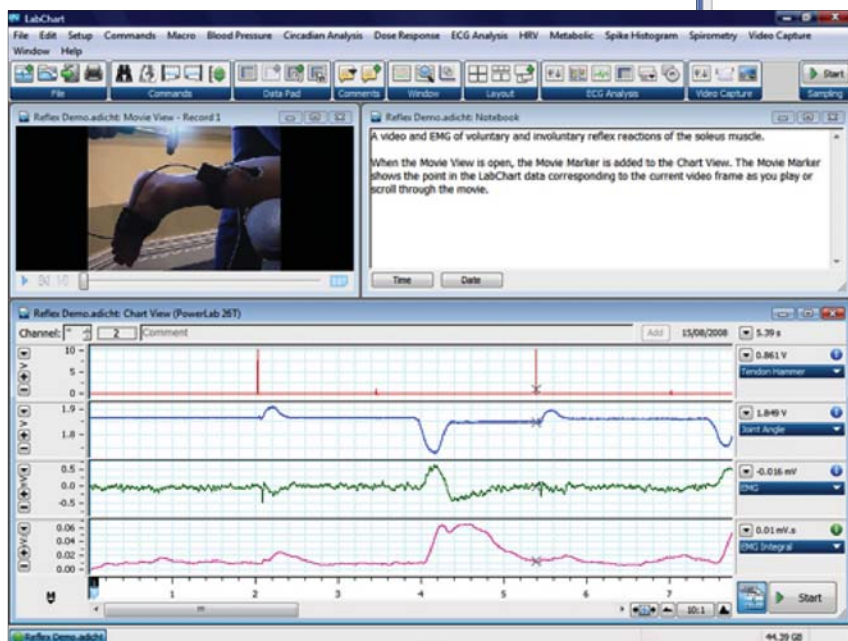 LabChart
File Edit Setup Commands Macro Blood Pressure Circadian Analysis Dose Response ECG Analysis HRV Metabolic Spike Histogram Spirometry Video Capture
Window Help
Start
File Commands Data Pad Comments Window Layout ECG Analysis Video Capture Sampling
Reflex Demo.adicht: Movie View - Record 1
Reflex Demo.adicht: Notebook
A video and EMG of voluntary and involuntary reflex reactions of the soleus muscle.
When the Movie View is open, the Movie Marker is added to the Chart View. The Movie Marker
shows the point in the LabChart data corresponding to the current video frame as you play or
scroll through the movie.
Time Date
Reflex Demo.adicht: Chart View (PowerLab 26T)
Channel: 2 Comment Add 15/08/2008 5.39 s
10
5
0
V
0.861 V
Tendon Hammer
1.9
1.8
V
1.849 V
Joint Angle
0.5
0.0
-0.5
mV
-0.016 mV
EMG
0.06
0.04
0.02
0.00
0.01 mV.s
EMG Integral
1 2 3 4 5 6 7
10:1
Start
Reflex Demo.adicht
44.39 GB